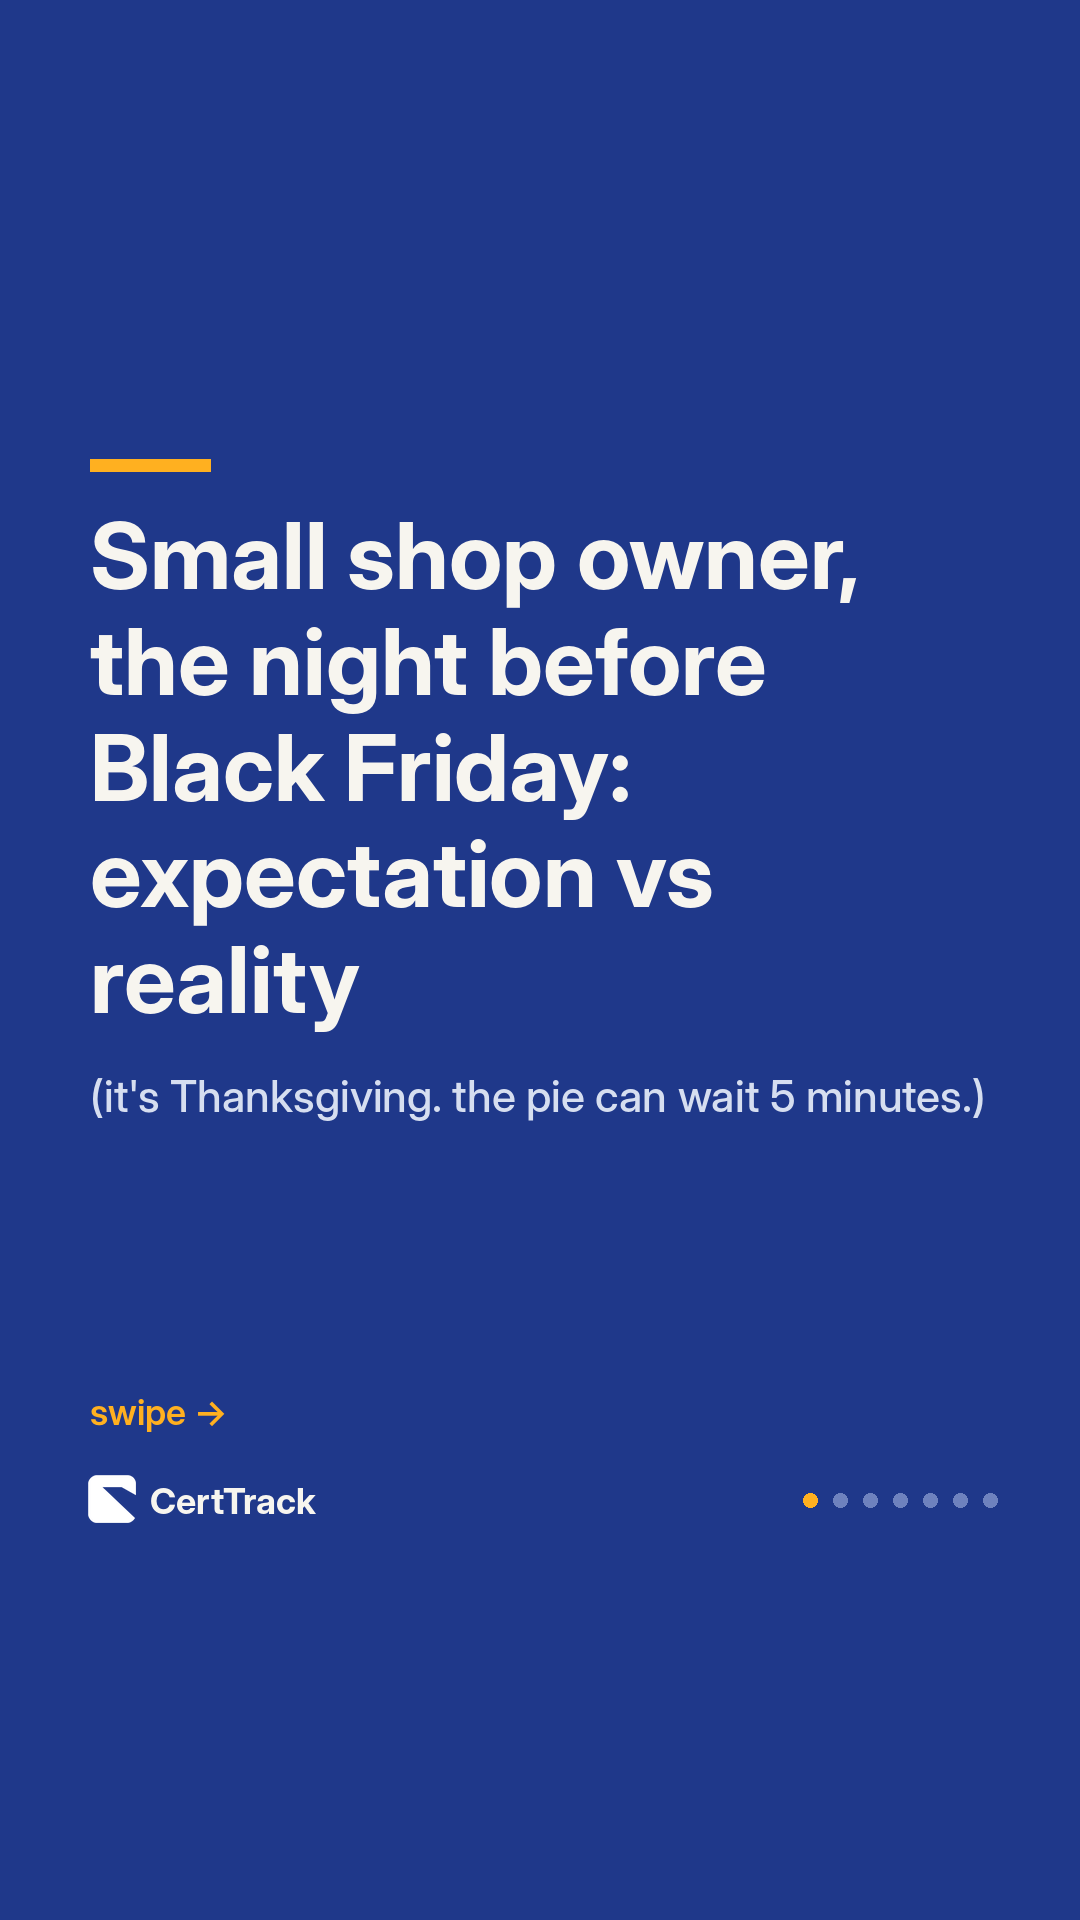 Small shop owner,
the night before
Black Friday:
expectation vs
reality
(it's Thanksgiving. the pie can wait 5 minutes.)
swipe →
CertTrack